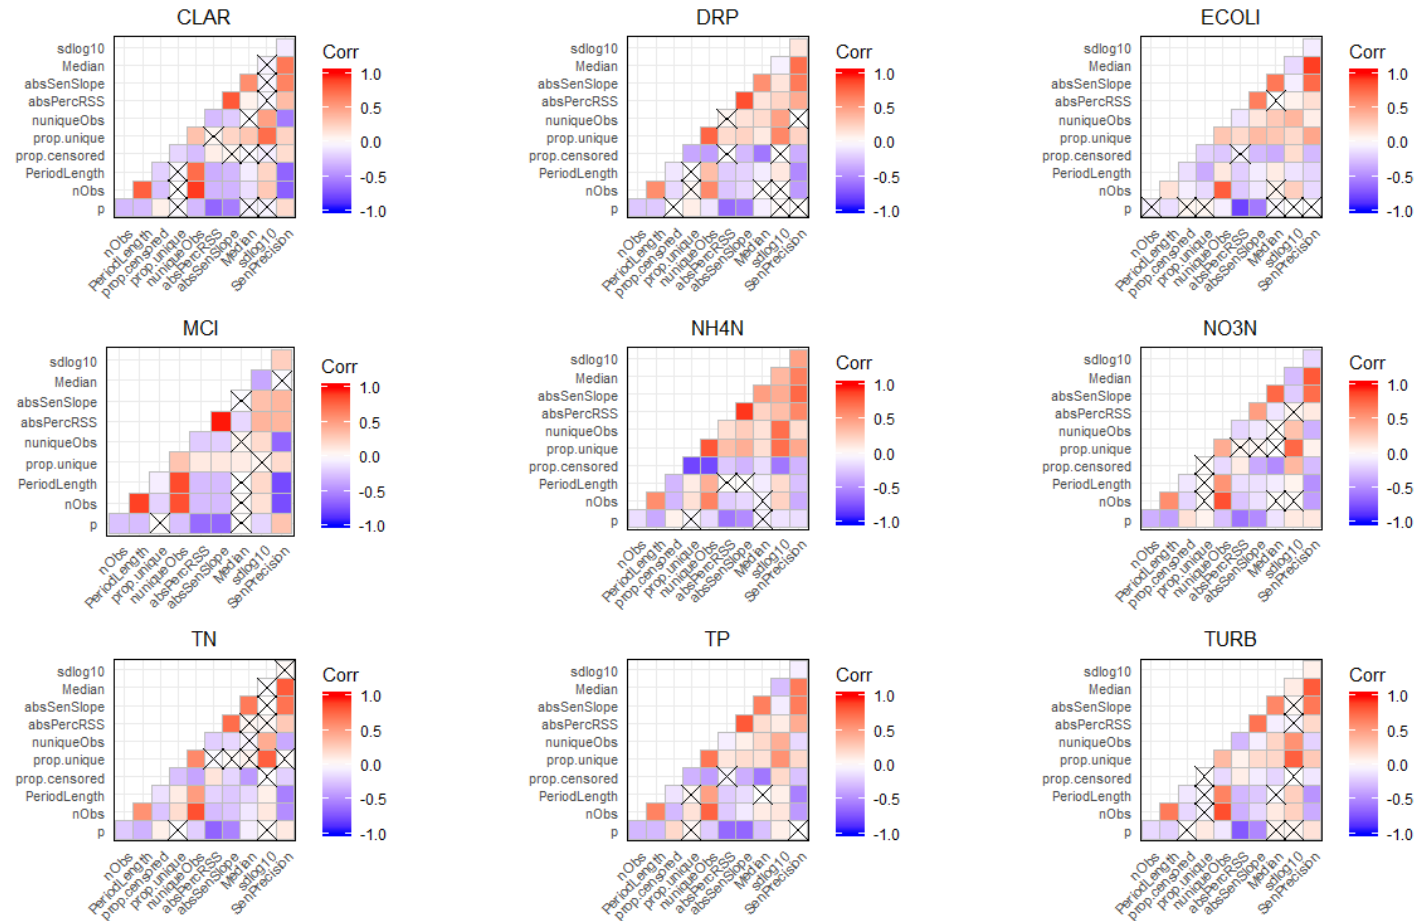 CLAR
sdlog10
Median
absSenSlope
absPercRSS
nuniqueObs
prop.unique
prop.censored
PeriodLength
nObs
p
nObs
PeriodLength
prop.censored
prop.unique
nuniqueObs
absPercRSS
absSenSlope
Median
sdlog10
SenPrecision
Corr
1.0
0.5
0.0
-0.5
-1.0
DRP
sdlog10
Median
absSenSlope
absPercRSS
nuniqueObs
prop.unique
prop.censored
PeriodLength
nObs
p
nObs
PeriodLength
prop.censored
prop.unique
nuniqueObs
absPercRSS
absSenSlope
Median
sdlog10
SenPrecision
Corr
1.0
0.5
0.0
-0.5
-1.0
ECOLI
sdlog10
Median
absSenSlope
absPercRSS
nuniqueObs
prop.unique
prop.censored
PeriodLength
nObs
p
nObs
PeriodLength
prop.censored
prop.unique
nuniqueObs
absPercRSS
absSenSlope
Median
sdlog10
SenPrecision
Corr
1.0
0.5
0.0
-0.5
-1.0
MCI
sdlog10
Median
absSenSlope
absPercRSS
nuniqueObs
prop.unique
PeriodLength
nObs
p
nObs
PeriodLength
prop.unique
nuniqueObs
absPercRSS
absSenSlope
Median
sdlog10
SenPrecision
Corr
1.0
0.5
0.0
-0.5
-1.0
NH4N
sdlog10
Median
absSenSlope
absPercRSS
nuniqueObs
prop.unique
prop.censored
PeriodLength
nObs
p
nObs
PeriodLength
prop.censored
prop.unique
nuniqueObs
absPercRSS
absSenSlope
Median
sdlog10
SenPrecision
Corr
1.0
0.5
0.0
-0.5
-1.0
NO3N
sdlog10
Median
absSenSlope
absPercRSS
nuniqueObs
prop.unique
prop.censored
PeriodLength
nObs
p
nObs
PeriodLength
prop.censored
prop.unique
nuniqueObs
absPercRSS
absSenSlope
Median
sdlog10
SenPrecision
Corr
1.0
0.5
0.0
-0.5
-1.0
TN
sdlog10
Median
absSenSlope
absPercRSS
nuniqueObs
prop.unique
prop.censored
PeriodLength
nObs
p
nObs
PeriodLength
prop.censored
prop.unique
nuniqueObs
absPercRSS
absSenSlope
Median
sdlog10
SenPrecision
Corr
1.0
0.5
0.0
-0.5
-1.0
TP
sdlog10
Median
absSenSlope
absPercRSS
nuniqueObs
prop.unique
prop.censored
PeriodLength
nObs
p
nObs
PeriodLength
prop.censored
prop.unique
nuniqueObs
absPercRSS
absSenSlope
Median
sdlog10
SenPrecision
Corr
1.0
0.5
0.0
-0.5
-1.0
TURB
sdlog10
Median
absSenSlope
absPercRSS
nuniqueObs
prop.unique
prop.censored
PeriodLength
nObs
p
nObs
PeriodLength
prop.censored
prop.unique
nuniqueObs
absPercRSS
absSenSlope
Median
sdlog10
SenPrecision
Corr
1.0
0.5
0.0
-0.5
-1.0